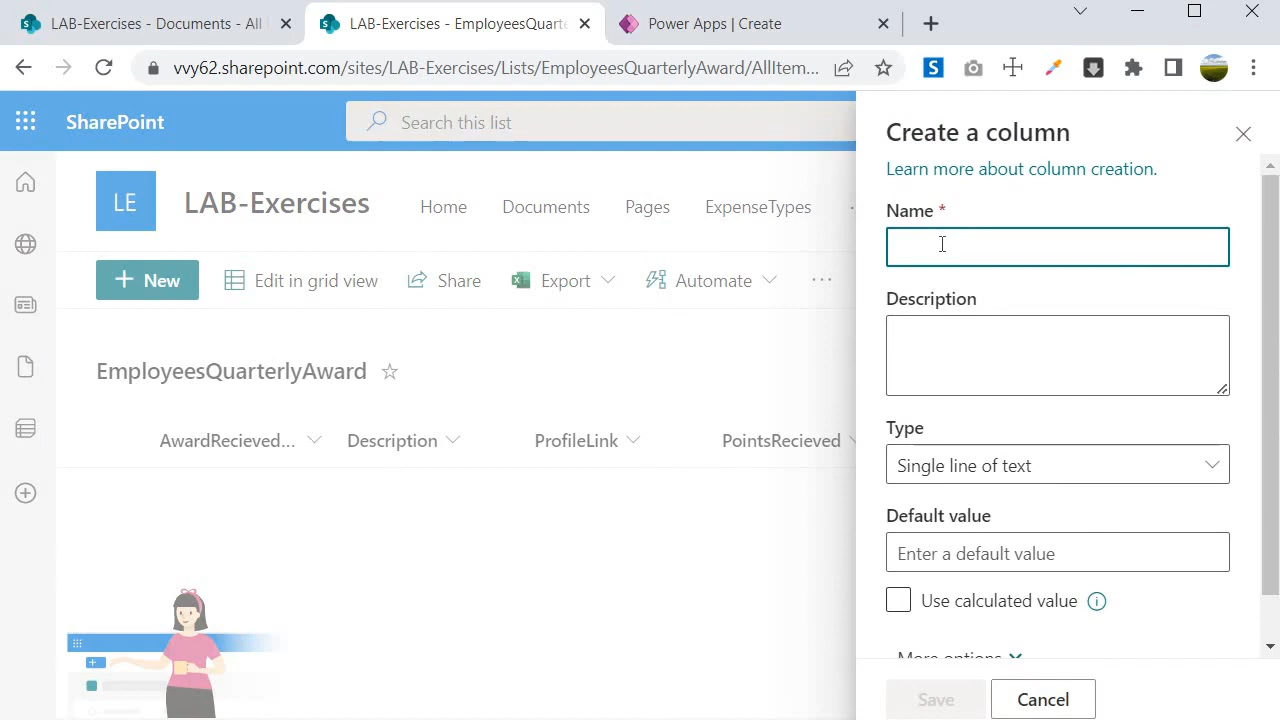 LAB-Exercises - Documents - All
LAB-Exercises - EmployeesQuarte
Power Apps | Create
vvy62.sharepoint.com/sites/LAB-Exercises/Lists/EmployeesQuarterlyAward/AllItem...
S
SharePoint
Search this list
LE
LAB-Exercises
Home
Documents
Pages
ExpenseTypes
New
Edit in grid view
Share
Export
Automate
EmployeesQuarterlyAward
AwardRecieved...
Description
ProfileLink
PointsRecieved
Create a column
Learn more about column creation.
Name *
Description
Type
Single line of text
Default value
Enter a default value
Use calculated value
More options
Save
Cancel